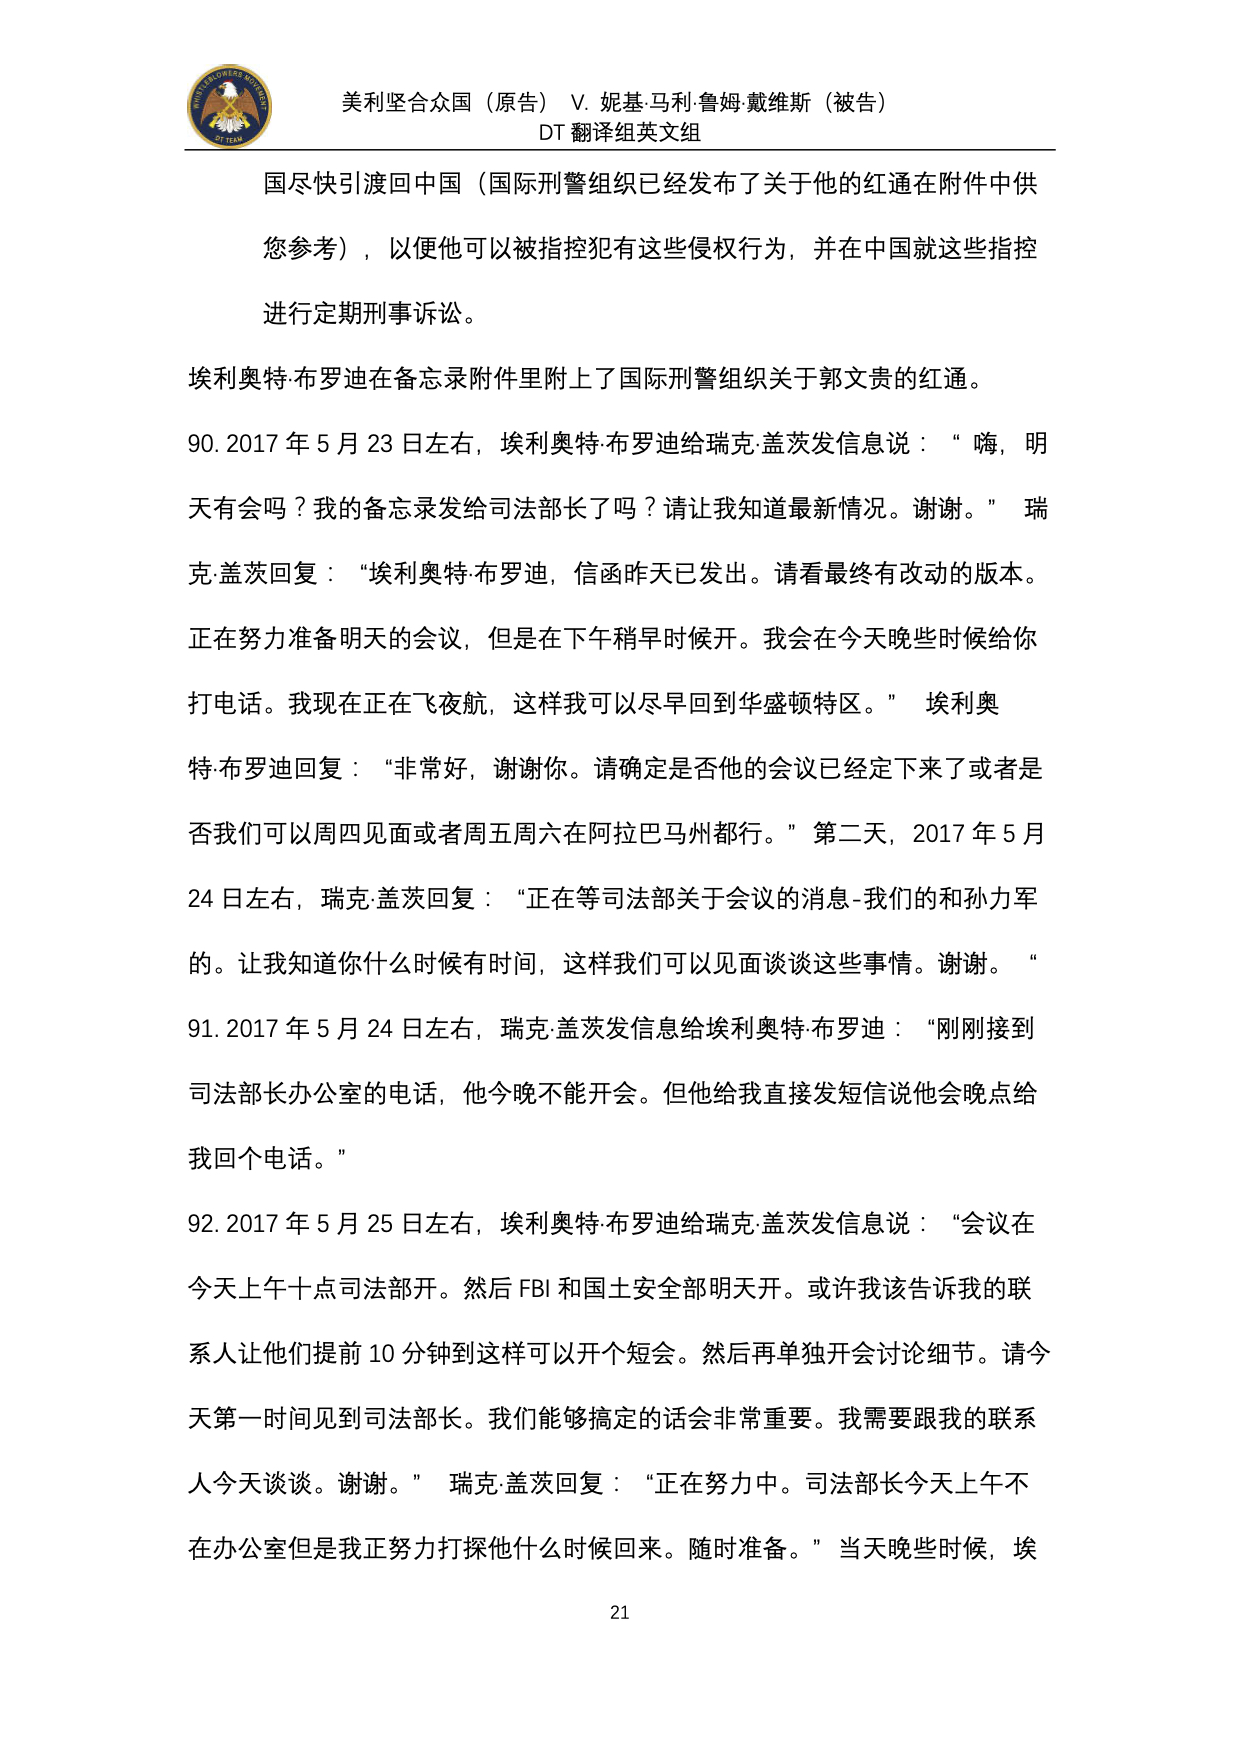 WHISTLEBLOWERS MOVEMENT
DT TEAM
美利坚合众国（原告） V. 妮基·马利·鲁姆·戴维斯（被告）
DT 翻译组英文组
国尽快引渡回中国（国际刑警组织已经发布了关于他的红通在附件中供
您参考），以便他可以被指控犯有这些侵权行为，并在中国就这些指控
进行定期刑事诉讼。
埃利奥特·布罗迪在备忘录附件里附上了国际刑警组织关于郭文贵的红通。
90. 2017 年 5 月 23 日左右，埃利奥特·布罗迪给瑞克·盖茨发信息说：“ 嗨，明
天有会吗？我的备忘录发给司法部长了吗？请让我知道最新情况。谢谢。” 瑞
克·盖茨回复：“埃利奥特·布罗迪，信函昨天已发出。请看最终有改动的版本。
正在努力准备明天的会议，但是在下午稍早时候开。我会在今天晚些时候给你
打电话。我现在正在飞夜航，这样我可以尽早回到华盛顿特区。” 埃利奥
特·布罗迪回复：“非常好，谢谢你。请确定是否他的会议已经定下来了或者是
否我们可以周四见面或者周五周六在阿拉巴马州都行。”第二天，2017 年 5 月
24 日左右，瑞克·盖茨回复：“正在等司法部关于会议的消息-我们的和孙力军
的。让我知道你什么时候有时间，这样我们可以见面谈谈这些事情。谢谢。“
91. 2017 年 5 月 24 日左右，瑞克·盖茨发信息给埃利奥特·布罗迪：“刚刚接到
司法部长办公室的电话，他今晚不能开会。但他给我直接发短信说他会晚点给
我回个电话。”
92. 2017 年 5 月 25 日左右，埃利奥特·布罗迪给瑞克·盖茨发信息说：“会议在
今天上午十点司法部开。然后 FBI 和国土安全部明天开。或许我该告诉我的联
系人让他们提前 10 分钟到这样可以开个短会。然后再单独开会讨论细节。请今
天第一时间见到司法部长。我们能够搞定的话会非常重要。我需要跟我的联系
人今天谈谈。谢谢。” 瑞克·盖茨回复：“正在努力中。司法部长今天上午不
在办公室但是我正努力打探他什么时候回来。随时准备。”当天晚些时候，埃
21